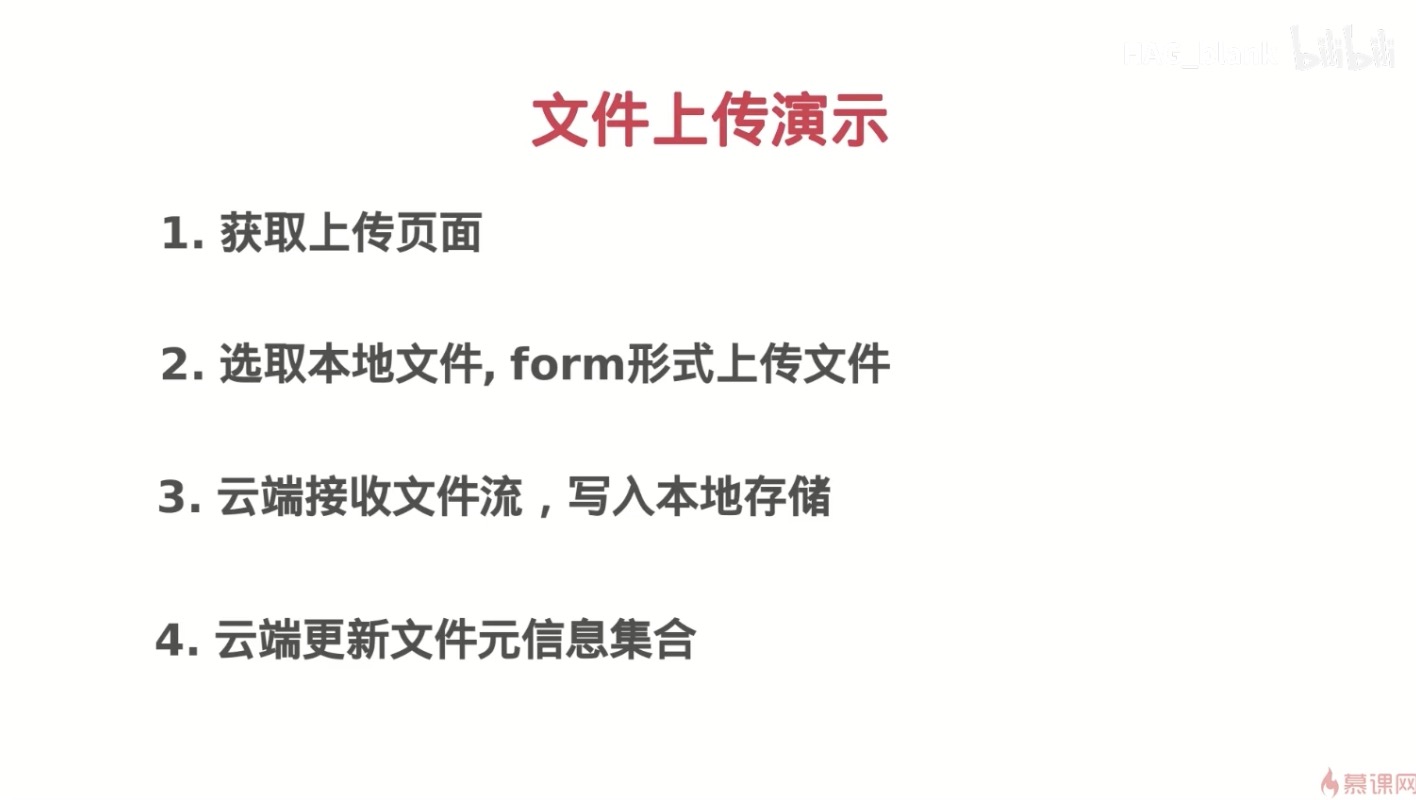 HAG_blank bilibili
文件上传演示
1. 获取上传页面
2. 选取本地文件, form形式上传文件
3. 云端接收文件流，写入本地存储
4. 云端更新文件元信息集合
慕课网